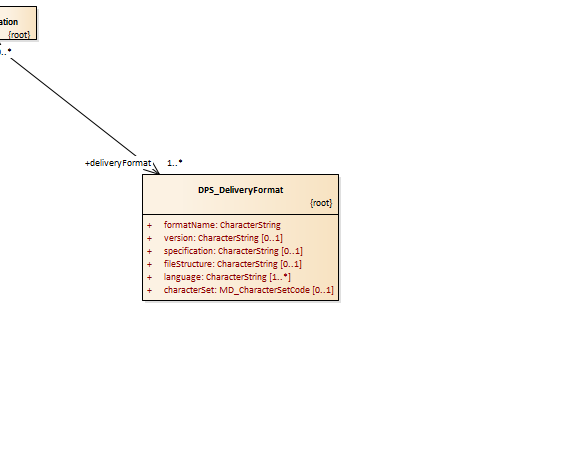 ation
{root}
..*
+deliveryFormat 1..*
DPS_DeliveryFormat
{root}
+ formatName: CharacterString
+ version: CharacterString [0..1]
+ specification: CharacterString [0..1]
+ fileStructure: CharacterString [0..1]
+ language: CharacterString [1..*]
+ characterSet: MD_CharacterSetCode [0..1]